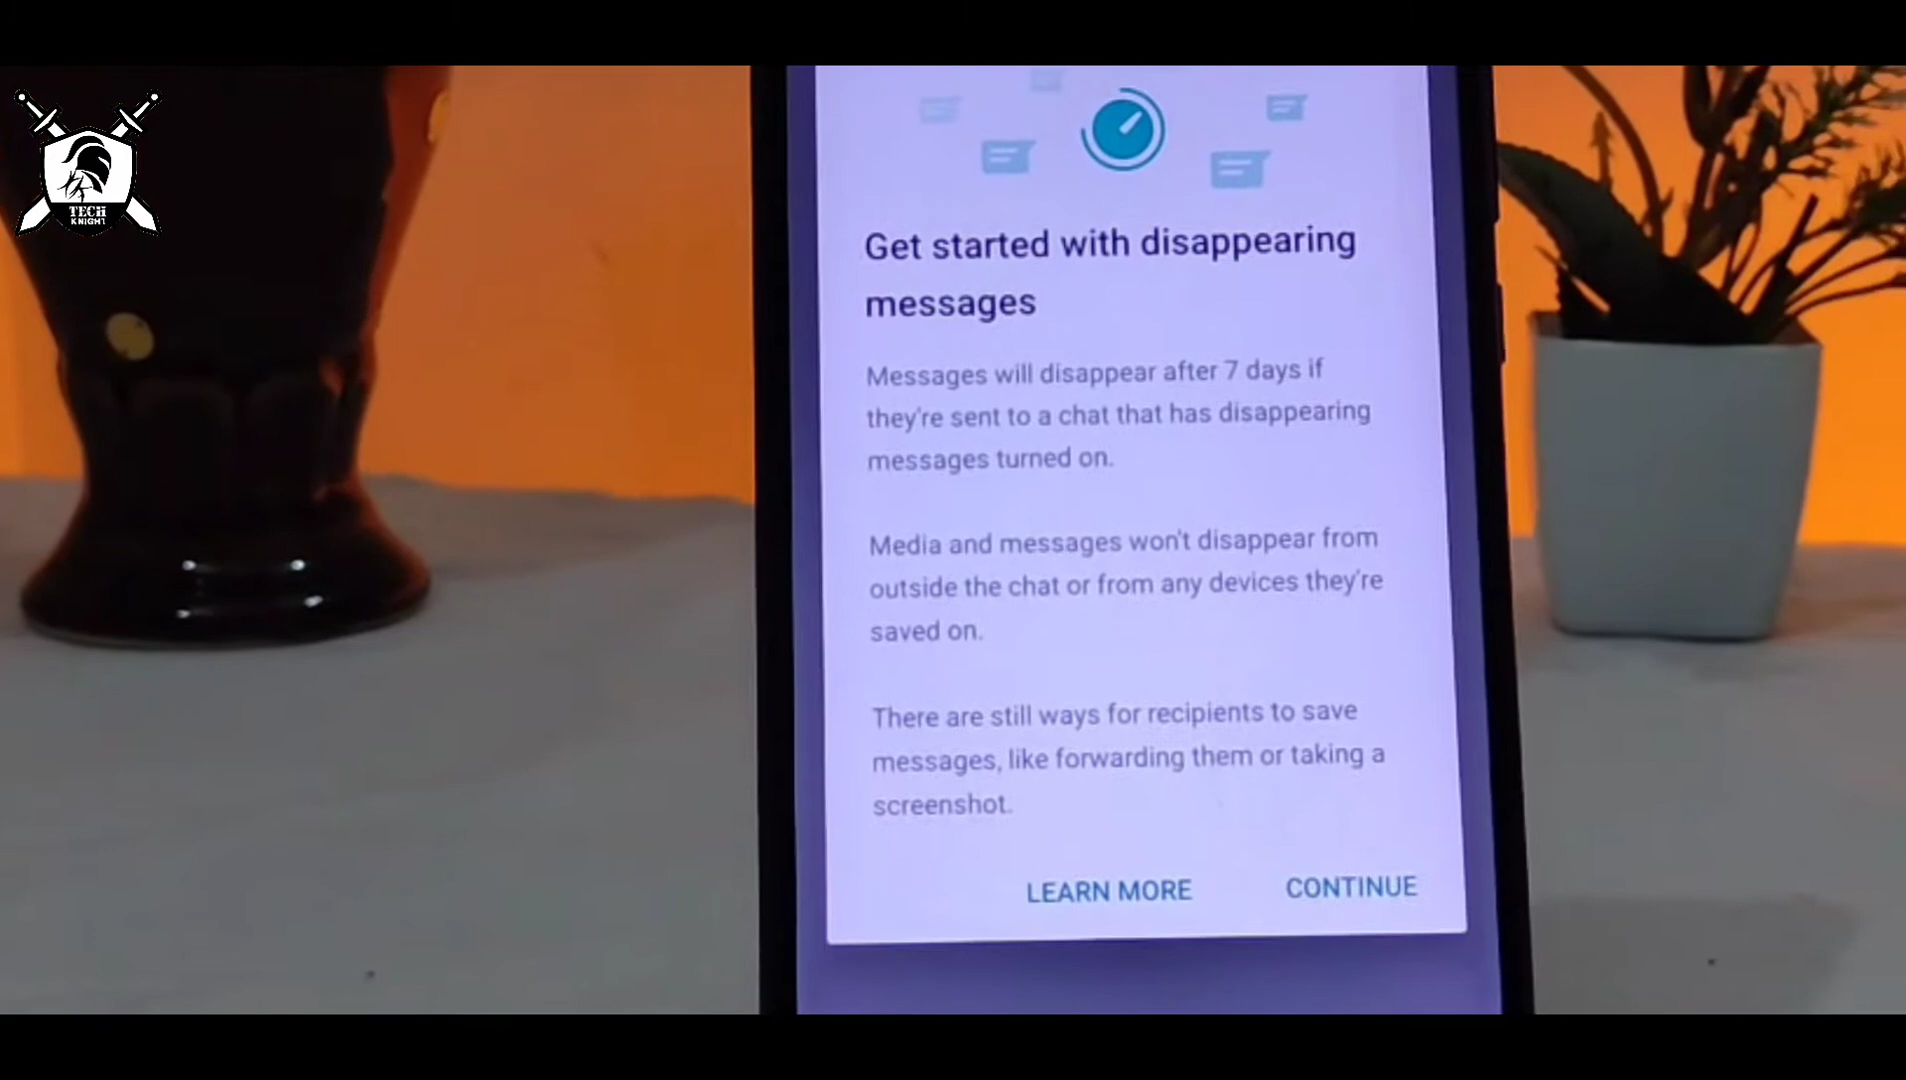 TECH
KNIGHT
Get started with disappearing
messages
Messages will disappear after 7 days if
they're sent to a chat that has disappearing
messages turned on.
Media and messages won't disappear from
outside the chat or from any devices they're
saved on.
There are still ways for recipients to save
messages, like forwarding them or taking a
screenshot.
LEARN MORE CONTINUE